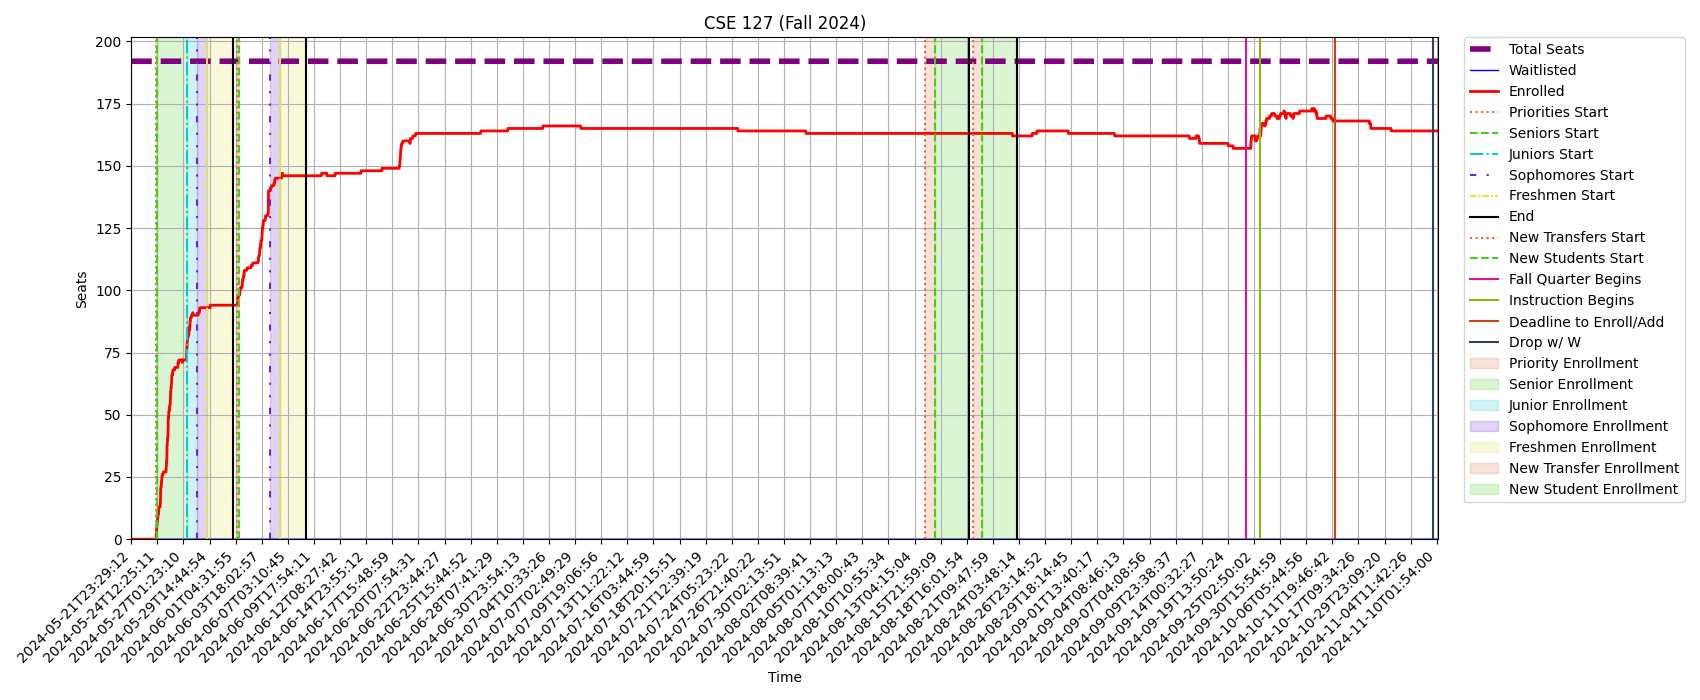 CSE 127 (Fall 2024)
Seats
200
175
150
125
100
75
50
25
0
2024-05-21T23:29:12
2024-05-24T12:25:11
2024-05-27T01:23:10
2024-05-29T14:44:54
2024-06-01T04:31:55
2024-06-03T18:02:57
2024-06-07T03:10:45
2024-06-09T17:54:11
2024-06-12T08:27:42
2024-06-14T23:55:12
2024-06-17T15:48:59
2024-06-20T07:54:31
2024-06-22T23:44:27
2024-06-25T15:44:52
2024-06-28T07:41:29
2024-06-30T23:54:13
2024-07-04T10:33:26
2024-07-07T02:49:29
2024-07-09T19:06:56
2024-07-13T11:22:12
2024-07-16T03:44:59
2024-07-18T20:15:51
2024-07-21T12:39:19
2024-07-24T05:23:22
2024-07-26T21:40:22
2024-07-30T02:13:51
2024-08-02T18:39:41
2024-08-05T01:13:13
2024-08-07T18:00:43
2024-08-10T10:55:34
2024-08-13T04:15:04
2024-08-15T21:59:09
2024-08-18T16:01:54
2024-08-21T09:47:59
2024-08-24T03:48:14
2024-08-26T23:14:52
2024-08-29T18:14:45
2024-09-01T13:40:17
2024-09-04T08:46:13
2024-09-07T04:08:56
2024-09-09T23:38:37
2024-09-14T00:32:27
2024-09-19T13:50:24
2024-09-25T02:50:02
2024-09-30T15:54:59
2024-10-06T05:44:56
2024-10-11T19:46:42
2024-10-17T09:34:26
2024-10-29T23:09:20
2024-11-04T11:42:26
2024-11-10T01:54:00
Time
Total Seats
Waitlisted
Enrolled
Priorities Start
Seniors Start
Juniors Start
Sophomores Start
Freshmen Start
End
New Transfers Start
New Students Start
Fall Quarter Begins
Instruction Begins
Deadline to Enroll/Add
Drop w/ W
Priority Enrollment
Senior Enrollment
Junior Enrollment
Sophomore Enrollment
Freshmen Enrollment
New Transfer Enrollment
New Student Enrollment